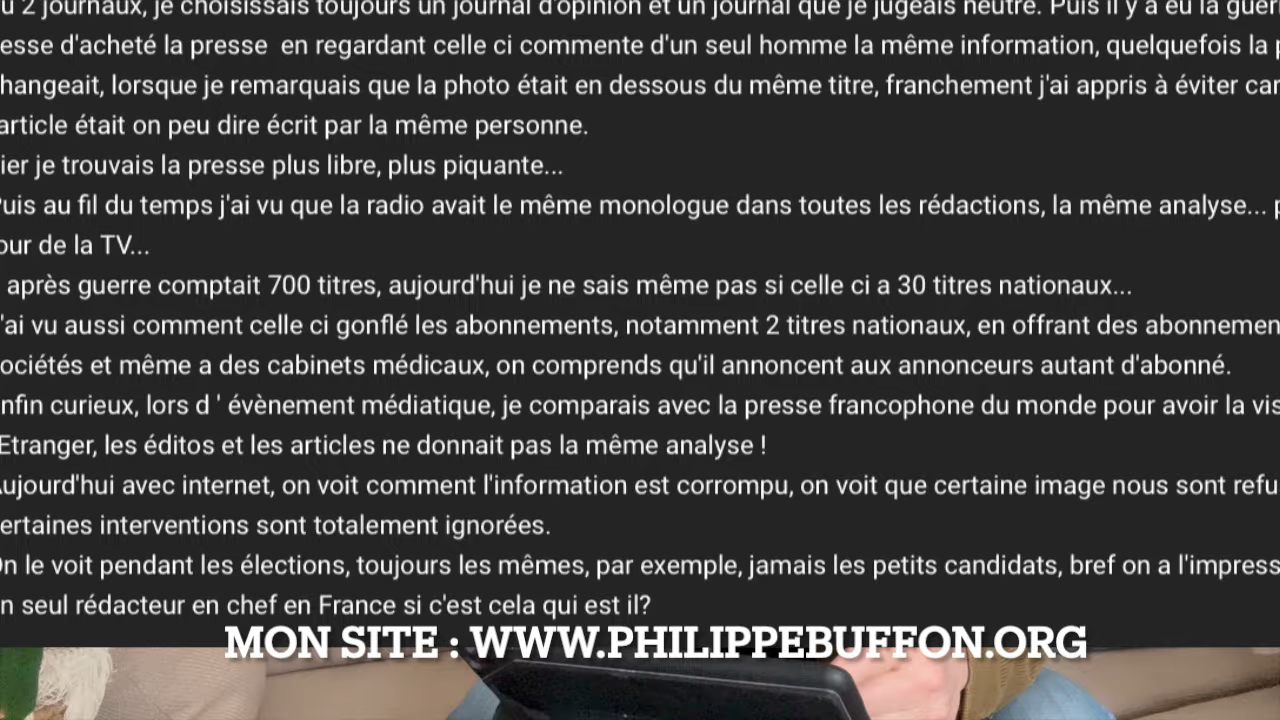 u 2 journaux, je choisissais toujours un journal d'opinion et un journal que je jugeais neutre. Puis il y a eu la guer
esse d'acheté la presse en regardant celle ci commente d'un seul homme la même information, quelquefois la p
hangeait, lorsque je remarquais que la photo était en dessous du même titre, franchement j'ai appris à éviter car
article était on peu dire écrit par la même personne.
ier je trouvais la presse plus libre, plus piquante...
Puis au fil du temps j'ai vu que la radio avait le même monologue dans toutes les rédactions, la même analyse... p
our de la TV...
après guerre comptait 700 titres, aujourd'hui je ne sais même pas si celle ci a 30 titres nationaux...
'ai vu aussi comment celle ci gonflé les abonnements, notamment 2 titres nationaux, en offrant des abonnemen
ociétés et même a des cabinets médicaux, on comprends qu'il annoncent aux annonceurs autant d'abonné.
nfin curieux, lors d ' évènement médiatique, je comparais avec la presse francophone du monde pour avoir la vis
'Etranger, les éditos et les articles ne donnait pas la même analyse !
Aujourd'hui avec internet, on voit comment l'information est corrompu, on voit que certaine image nous sont refu
ertaines interventions sont totalement ignorées.
On le voit pendant les élections, toujours les mêmes, par exemple, jamais les petits candidats, bref on a l'impress
n seul rédacteur en chef en France si c'est cela qui est il?
MON SITE : WWW.PHILIPPEBUFFON.ORG